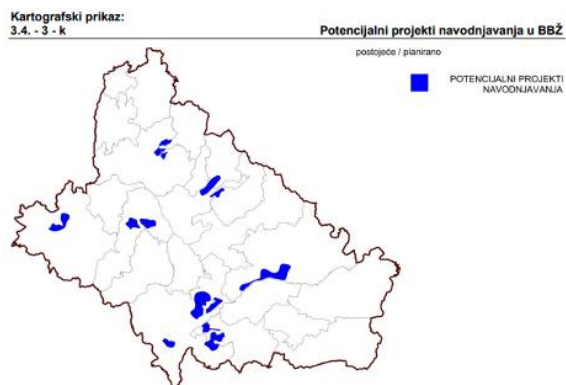 Kartografski prikaz:
3.4. - 3 - k
Potencijalni projekti navodnjavanja u BBŽ
postojeće / planirano
POTENCIJALNI PROJEKTI
NAVODNJAVANJA